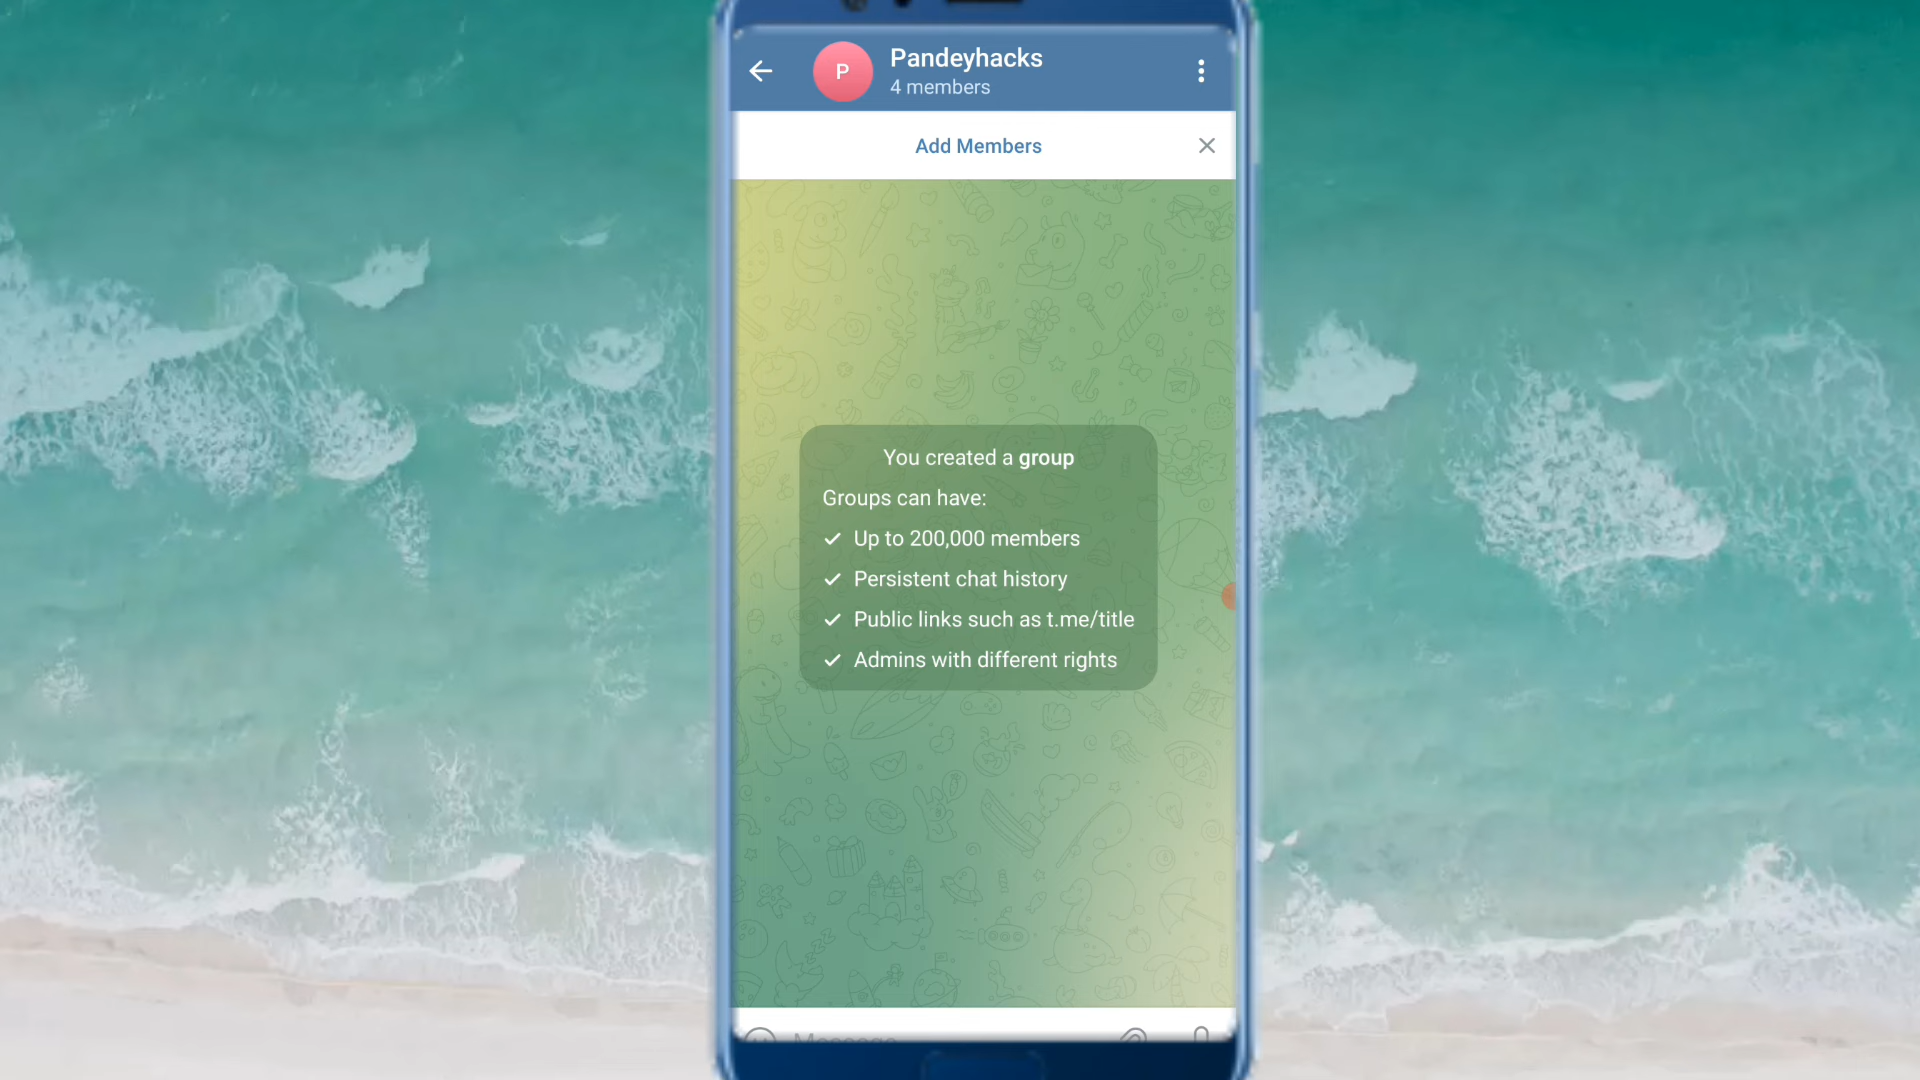 Pandeyhacks
P
4 members
Add Members
You created a group
Groups can have:
Up to 200,000 members
Persistent chat history
Public links such as t.me/title
Admins with different rights
Message